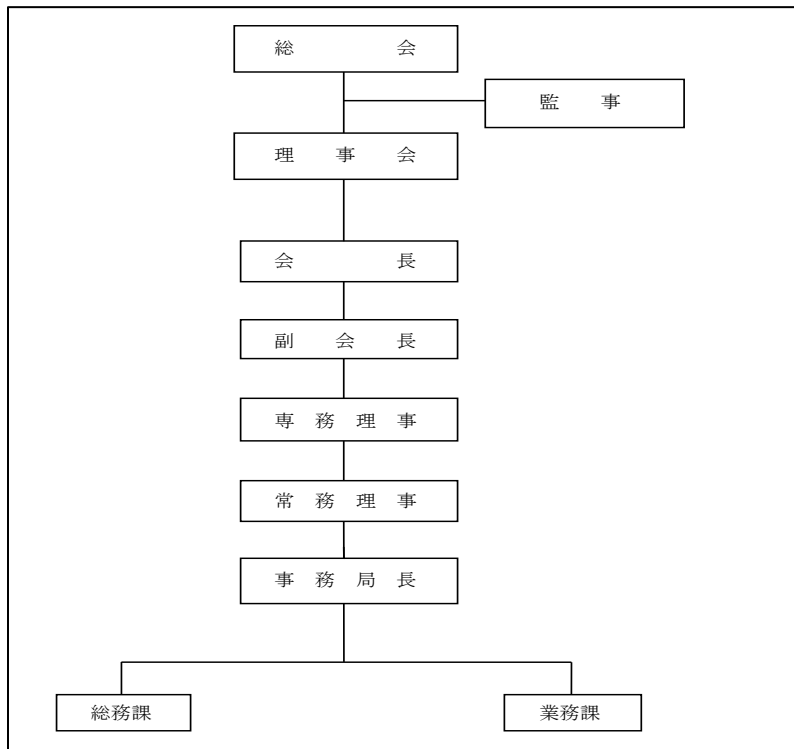 総会
監事
理事会
会長
副会長
専務理事
常務理事
事務局長
総務課
業務課